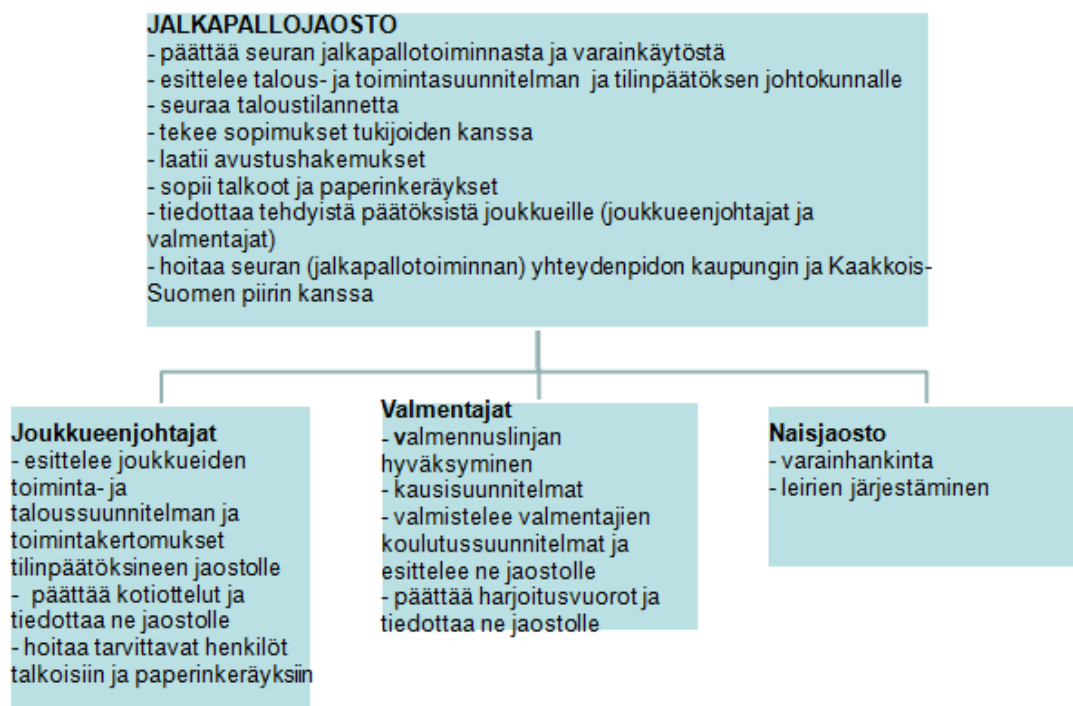 JALKAPALLOJAOSTO
- päättää seuran jalkapallotoiminnasta ja varainkäytöstä
- esittelee talous- ja toimintasuunnitelman ja tilinpäätöksen johtokunnalle
- seuraa taloustilannetta
- tekee sopimukset tukijoiden kanssa
- laatii avustushakemukset
- sopii talkoot ja paperinkeräykset
- tiedottaa tehdyistä päätöksistä joukkueille (joukkueenjohtajat ja
valmentajat)
- hoitaa seuran (jalkapallotoiminnan) yhteydenpidon kaupungin ja Kaakkois-
Suomen piirin kanssa
Joukkueenjohtajat
- esittelee joukkueiden
toiminta- ja
taloussuunnitelman ja
toimintakertomukset
tilinpäätöksineen jaostolle
- päättää kotiottelut ja
tiedottaa ne jaostolle
- hoitaa tarvittavat henkilöt
talkoisiin ja paperinkeräyksiin
Valmentajat
- valmennuslinjan
hyväksyminen
- kausisuunnitelmat
- valmistelee valmentajien
koulutussuunnitelmat ja
esittelee ne jaostolle
- päättää harjoitusvuorot ja
tiedottaa ne jaostolle
Naisjaosto
- varainhankinta
- leirien järjestäminen